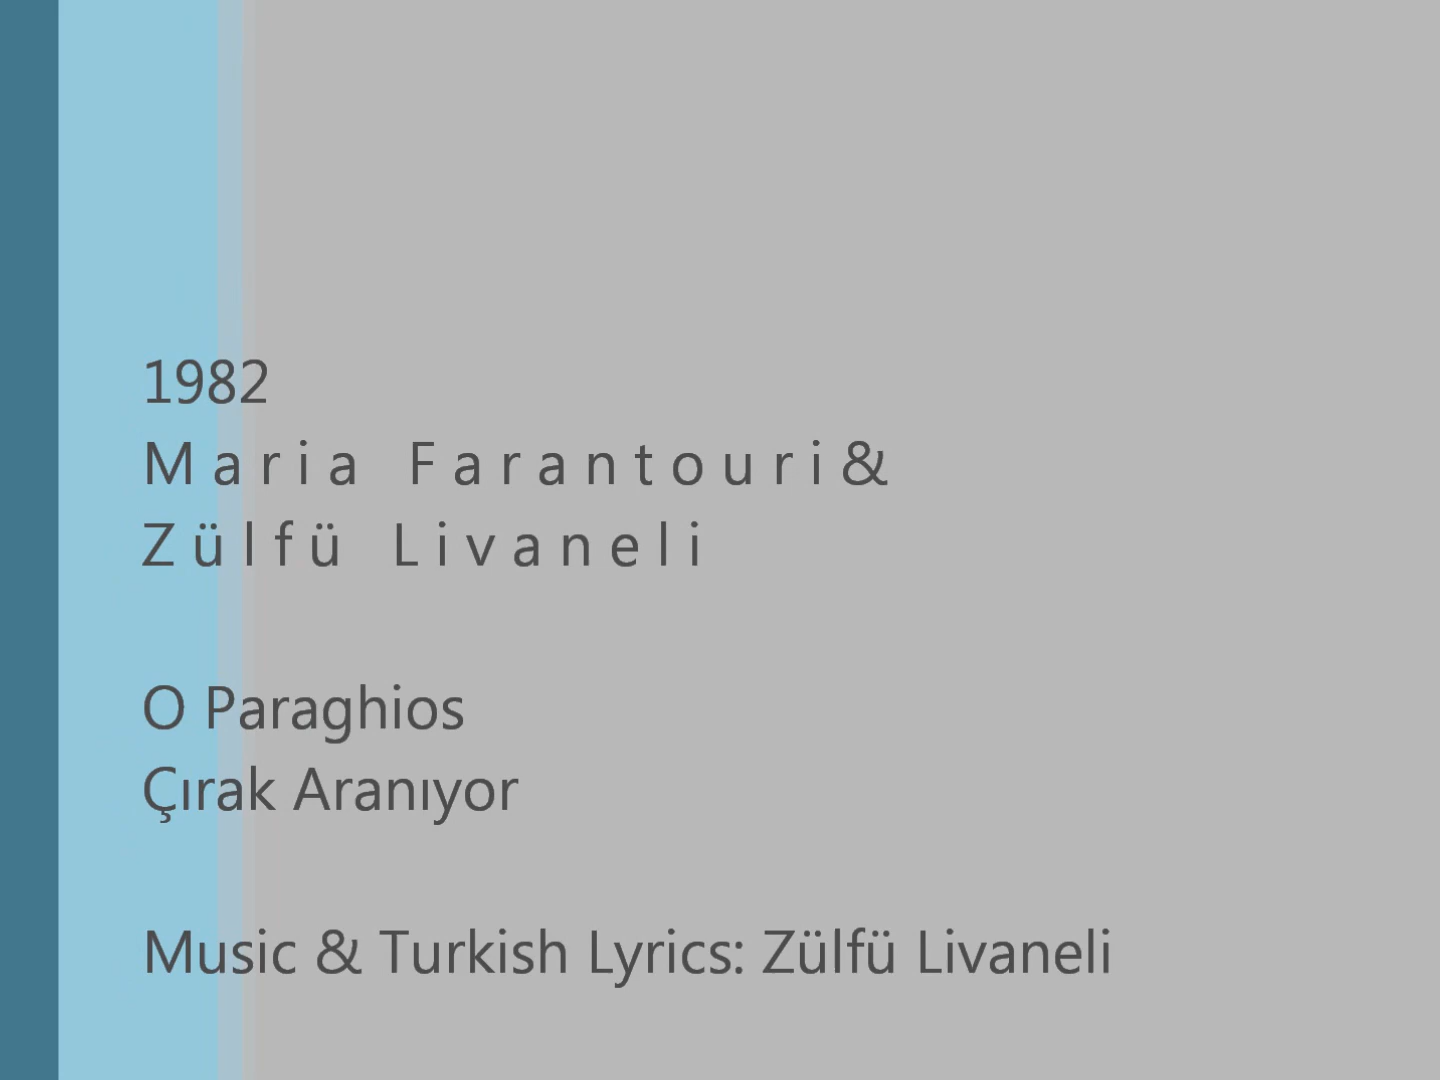 1982
Maria Farantouri&
Zülfü Livaneli
O Paraghios
Çırak Aranıyor
Music & Turkish Lyrics: Zülfü Livaneli